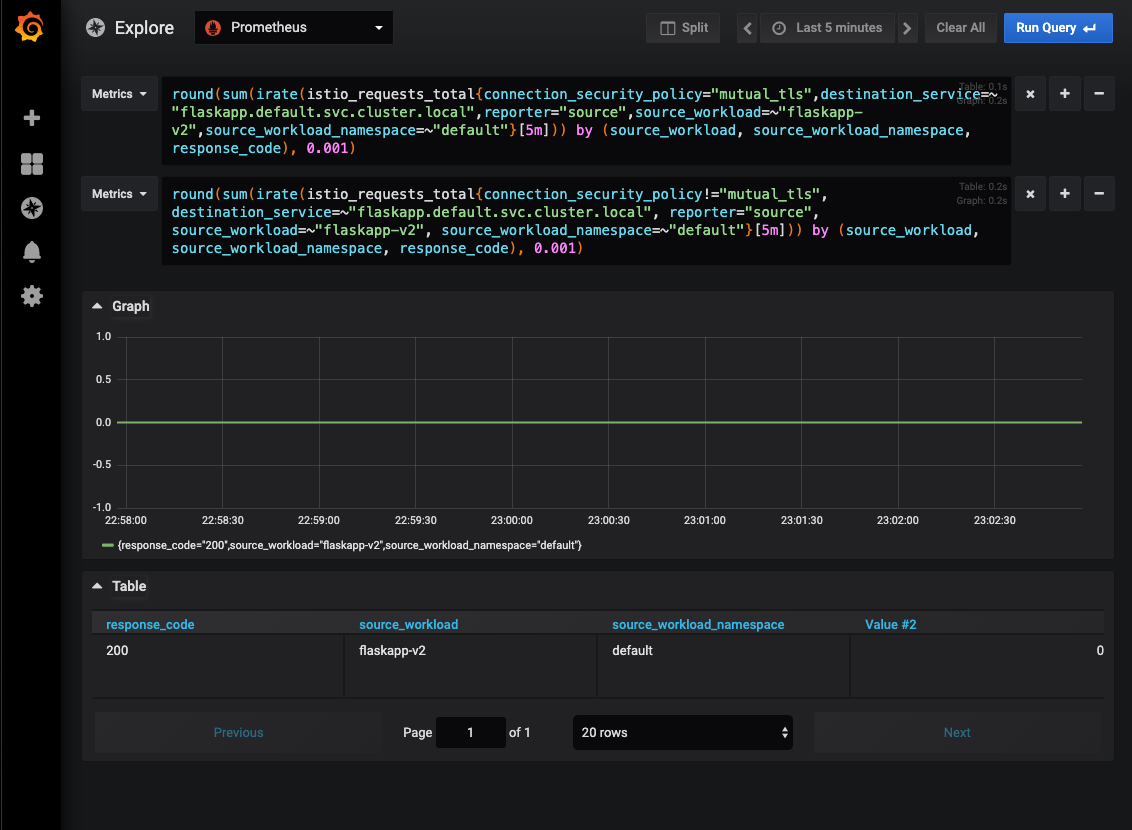 Explore
Prometheus
Split
Last 5 minutes
Clear All
Run Query
Metrics
round(sum(irate(istio_requests_total{connection_security_policy="mutual_tls",destination_service=~
"flaskapp.default.svc.cluster.local",reporter="source",source_workload=~"flaskapp-
v2",source_workload_namespace=~"default"}[5m])) by (source_workload, source_workload_namespace,
response_code), 0.001)
Table: 0.1s
Graph: 0.2s
Metrics
round(sum(irate(istio_requests_total{connection_security_policy!="mutual_tls",
destination_service=~"flaskapp.default.svc.cluster.local", reporter="source",
source_workload=~"flaskapp-v2", source_workload_namespace=~"default"}[5m])) by (source_workload,
source_workload_namespace, response_code), 0.001)
Table: 0.2s
Graph: 0.2s
Graph
1.0
0.5
0.0
-0.5
-1.0
22:58:00 22:58:30 22:59:00 22:59:30 23:00:00 23:00:30 23:01:00 23:01:30 23:02:00 23:02:30
{response_code="200",source_workload="flaskapp-v2",source_workload_namespace="default"}
Table
response_code source_workload source_workload_namespace Value #2
200 flaskapp-v2 default 0
Previous Page 1 of 1 20 rows Next